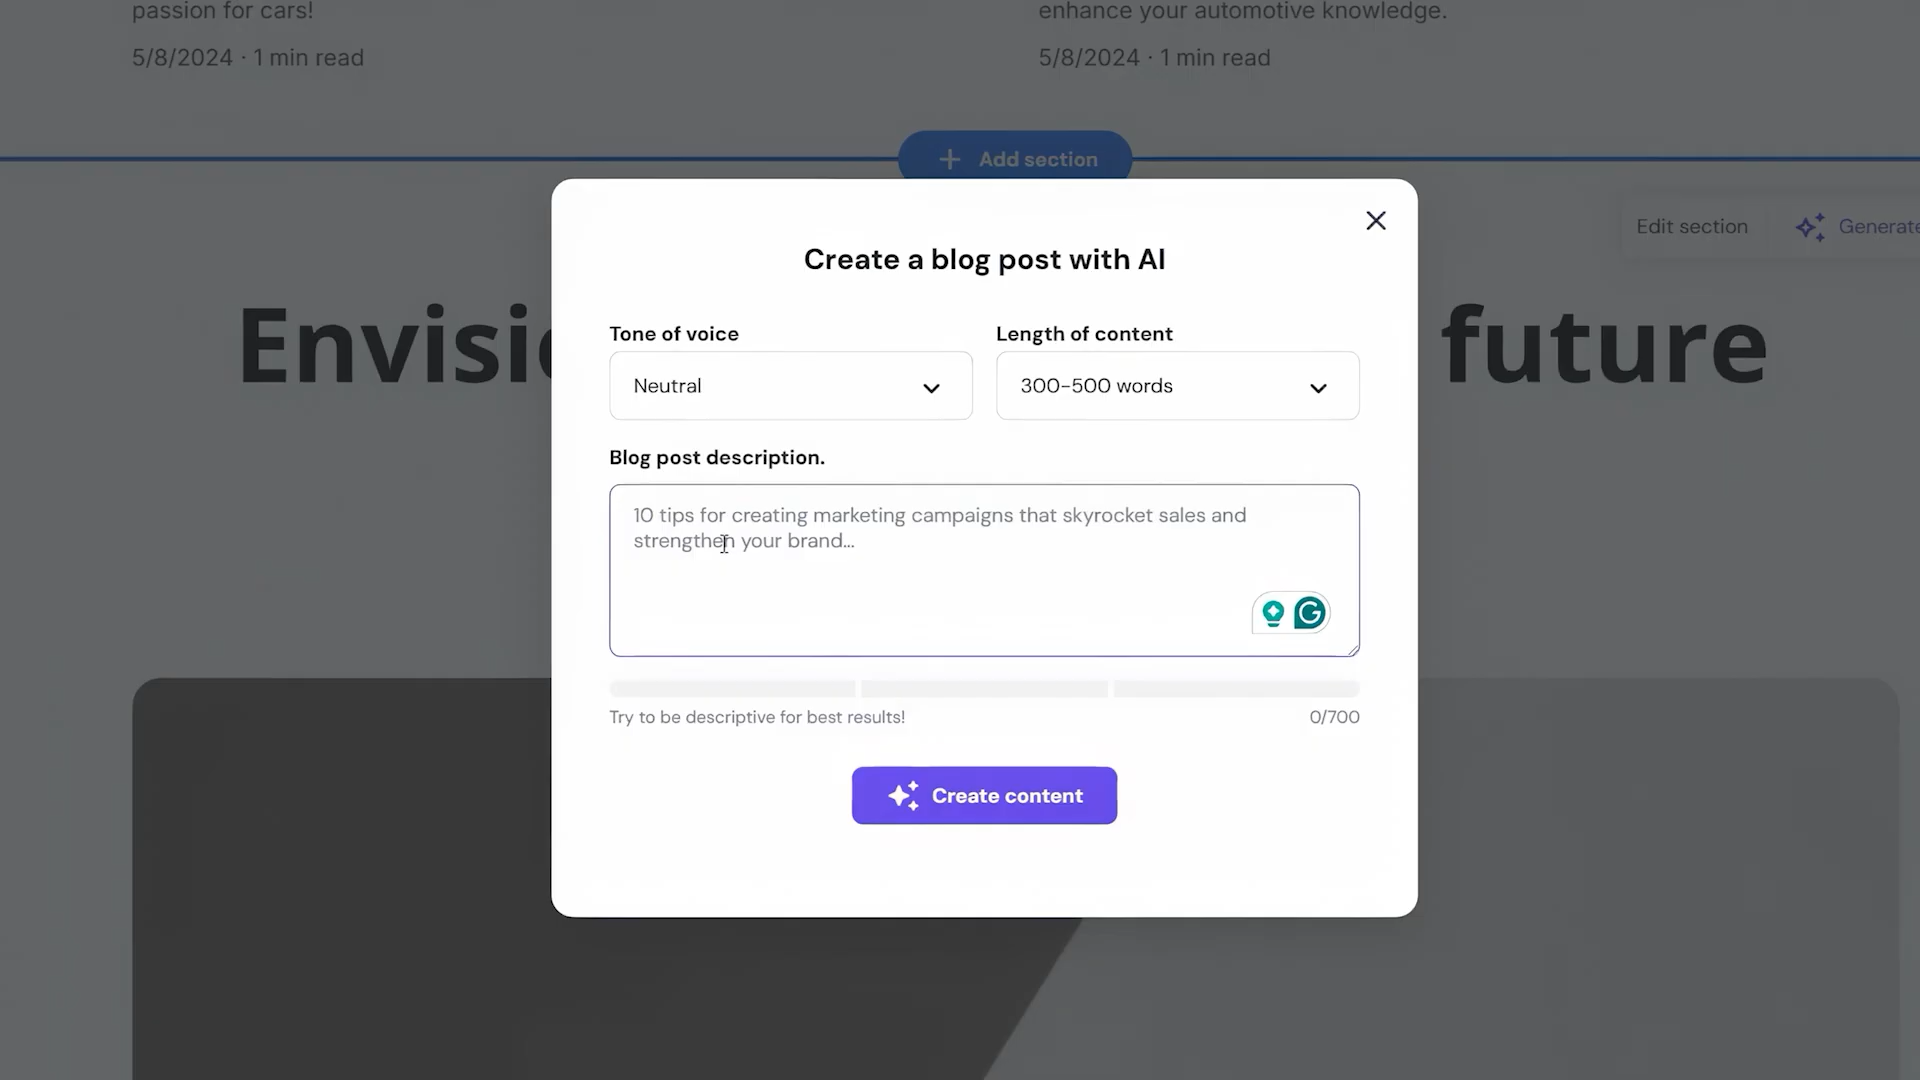 passion for cars!
enhance your automotive knowledge.
5/8/2024 · 1 min read
5/8/2024 · 1 min read
+ Add section
Edit section
Create a blog post with AI
future
Tone of voice
Length of content
Neutral
300-500 words
Blog post description.
10 tips for creating marketing campaigns that skyrocket sales and
strengthen your brand...
Try to be descriptive for best results!
0/700
Create content